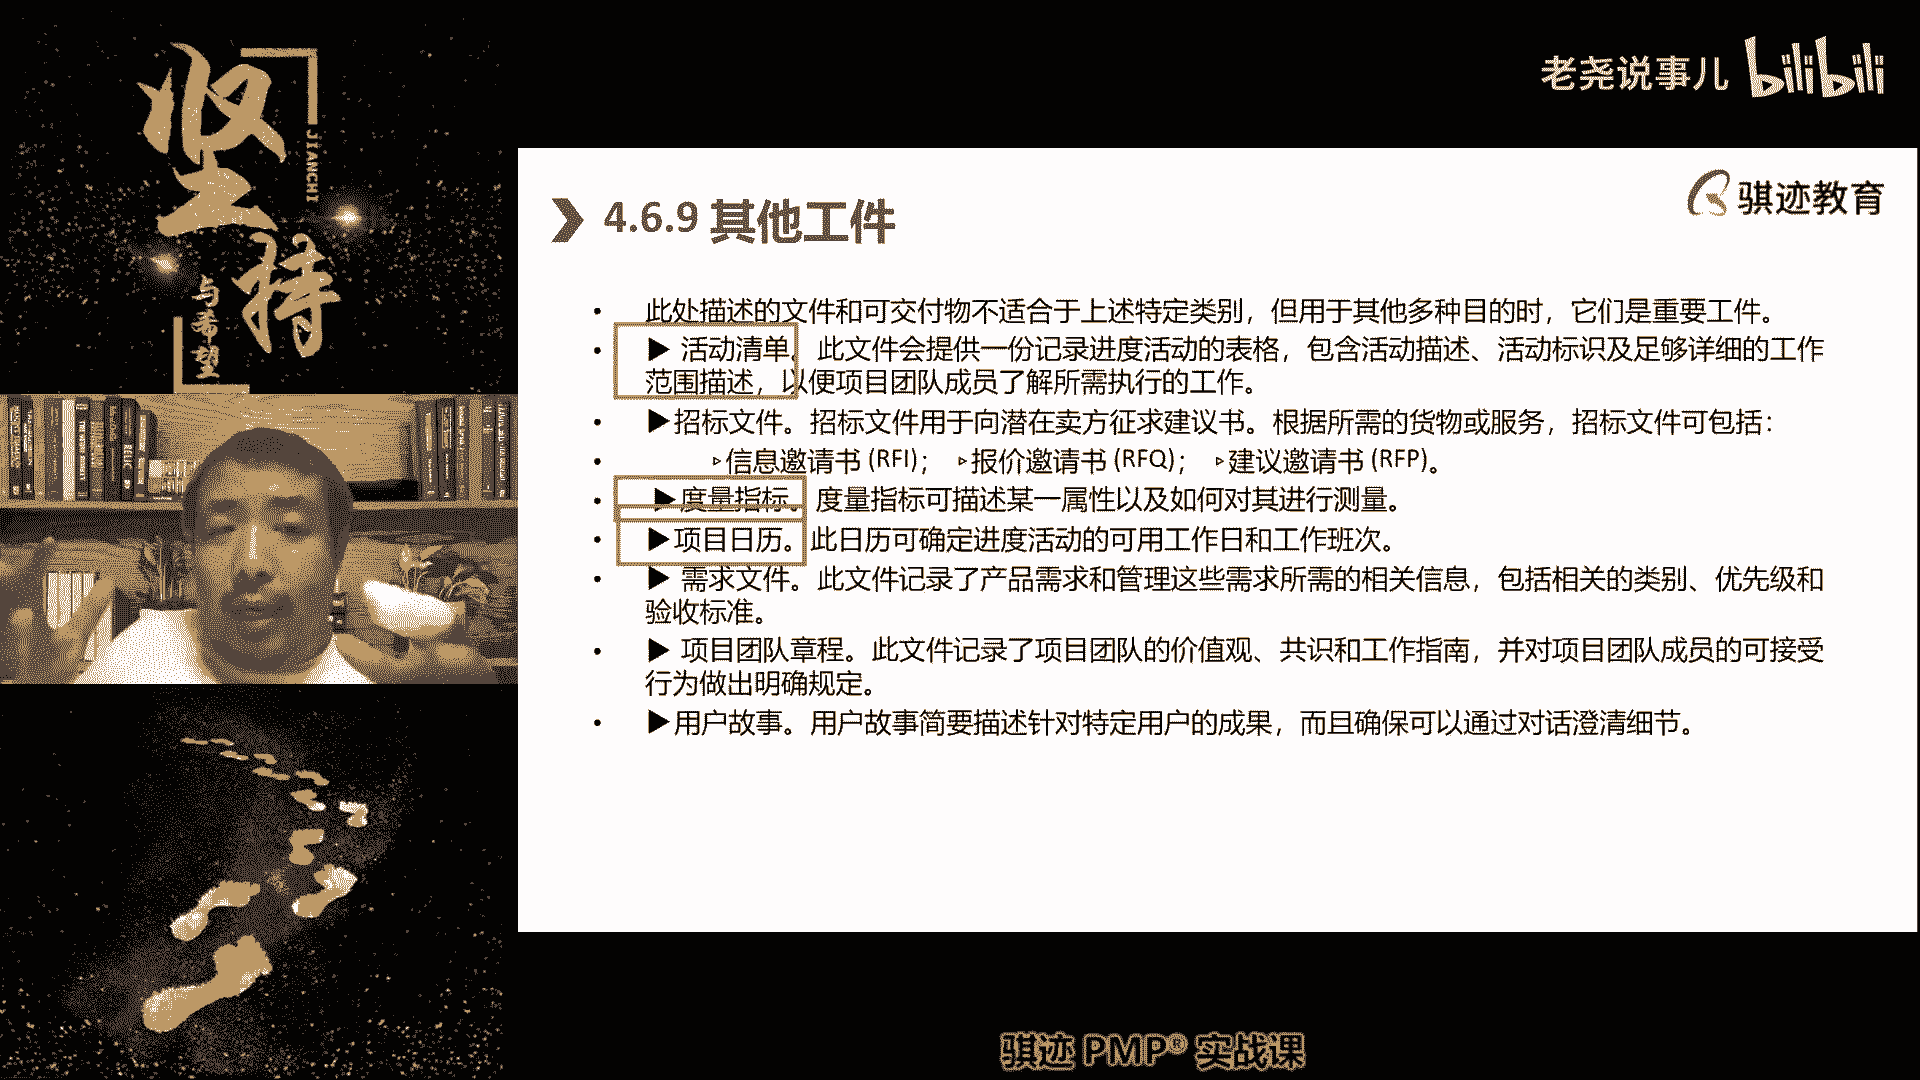 坚持
JIANCHI
与希望
老尧说事儿 bilibili
骐迹教育
4.6.9 其他工件
• 此处描述的文件和可交付物不适合于上述特定类别，但用于其他多种目的时，它们是重要工件。
• ▶ 活动清单。此文件会提供一份记录进度活动的表格，包含活动描述、活动标识及足够详细的工作
范围描述，以便项目团队成员了解所需执行的工作。
• ▶招标文件。招标文件用于向潜在卖方征求建议书。根据所需的货物或服务，招标文件可包括：
• ▹信息邀请书 (RFI)； ▹报价邀请书 (RFQ)； ▹建议邀请书 (RFP)。
• ▶度量指标。度量指标可描述某一属性以及如何对其进行测量。
• ▶项目日历。此日历可确定进度活动的可用工作日和工作班次。
• ▶ 需求文件。此文件记录了产品需求和管理这些需求所需的相关信息，包括相关的类别、优先级和
验收标准。
• ▶ 项目团队章程。此文件记录了项目团队的价值观、共识和工作指南，并对项目团队成员的可接受
行为做出明确规定。
• ▶用户故事。用户故事简要描述针对特定用户的成果，而且确保可以通过对话澄清细节。
骐迹 PMP® 实战课